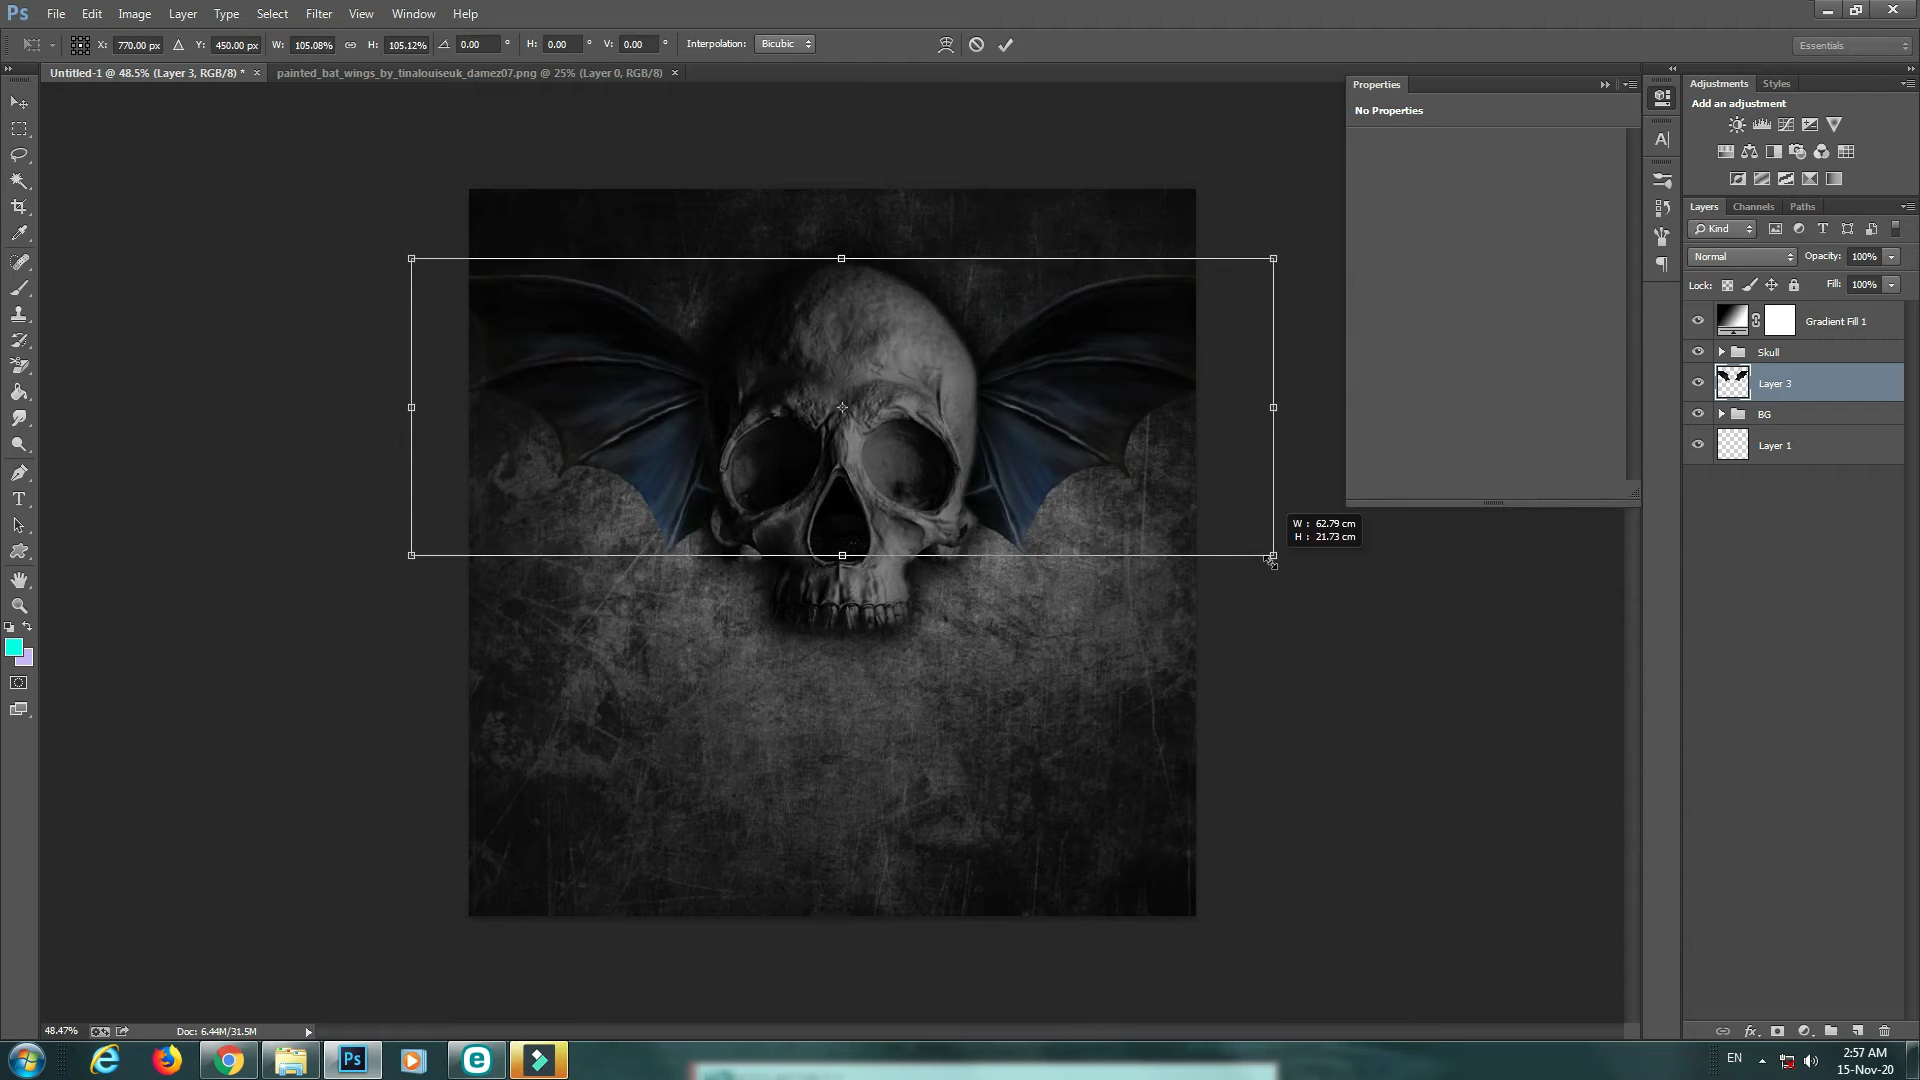 Ps File Edit Image Layer Type Select Filter View Window Help
X: 770.00 px Y: 450.00 px W: 105.08% H: 105.12% 0.00 ° H: 0.00 ° V: 0.00 ° Interpolation: Bicubic Essentials
Untitled-1 @ 48.5% (Layer 3, RGB/8) * × painted_bat_wings_by_tinalouiseuk_damez07.png @ 25% (Layer 0, RGB/8) ×
Properties
No Properties
Adjustments Styles
Add an adjustment
Layers Channels Paths
Kind
Normal Opacity: 100%
Lock: Fill: 100%
Gradient Fill 1
Skull
Layer 3
BG
Layer 1
W : 62.79 cm
H : 21.73 cm
48.47% Doc: 6.44M/31.5M
fx
Ps
EN
2:57 AM
15-Nov-20